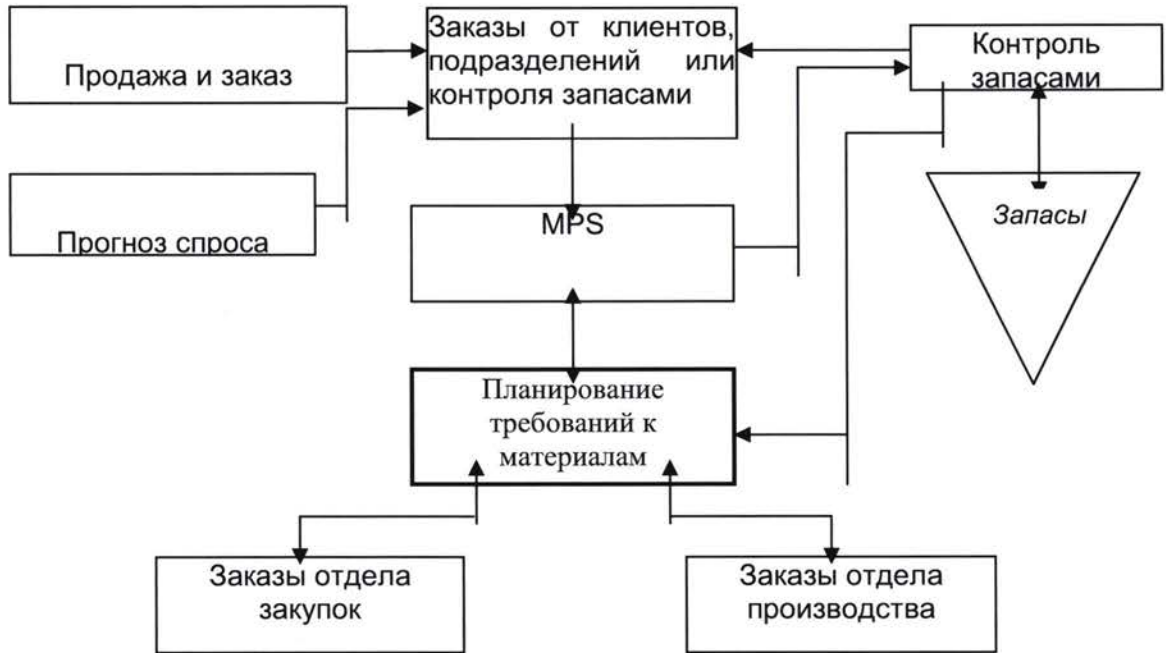 Продажа и заказ
Заказы от клиентов,
подразделений или
контроля запасами
Контроль
запасами
Прогноз спроса
MPS
Запасы
Планирование
требований к
материалам
Заказы отдела
закупок
Заказы отдела
производства